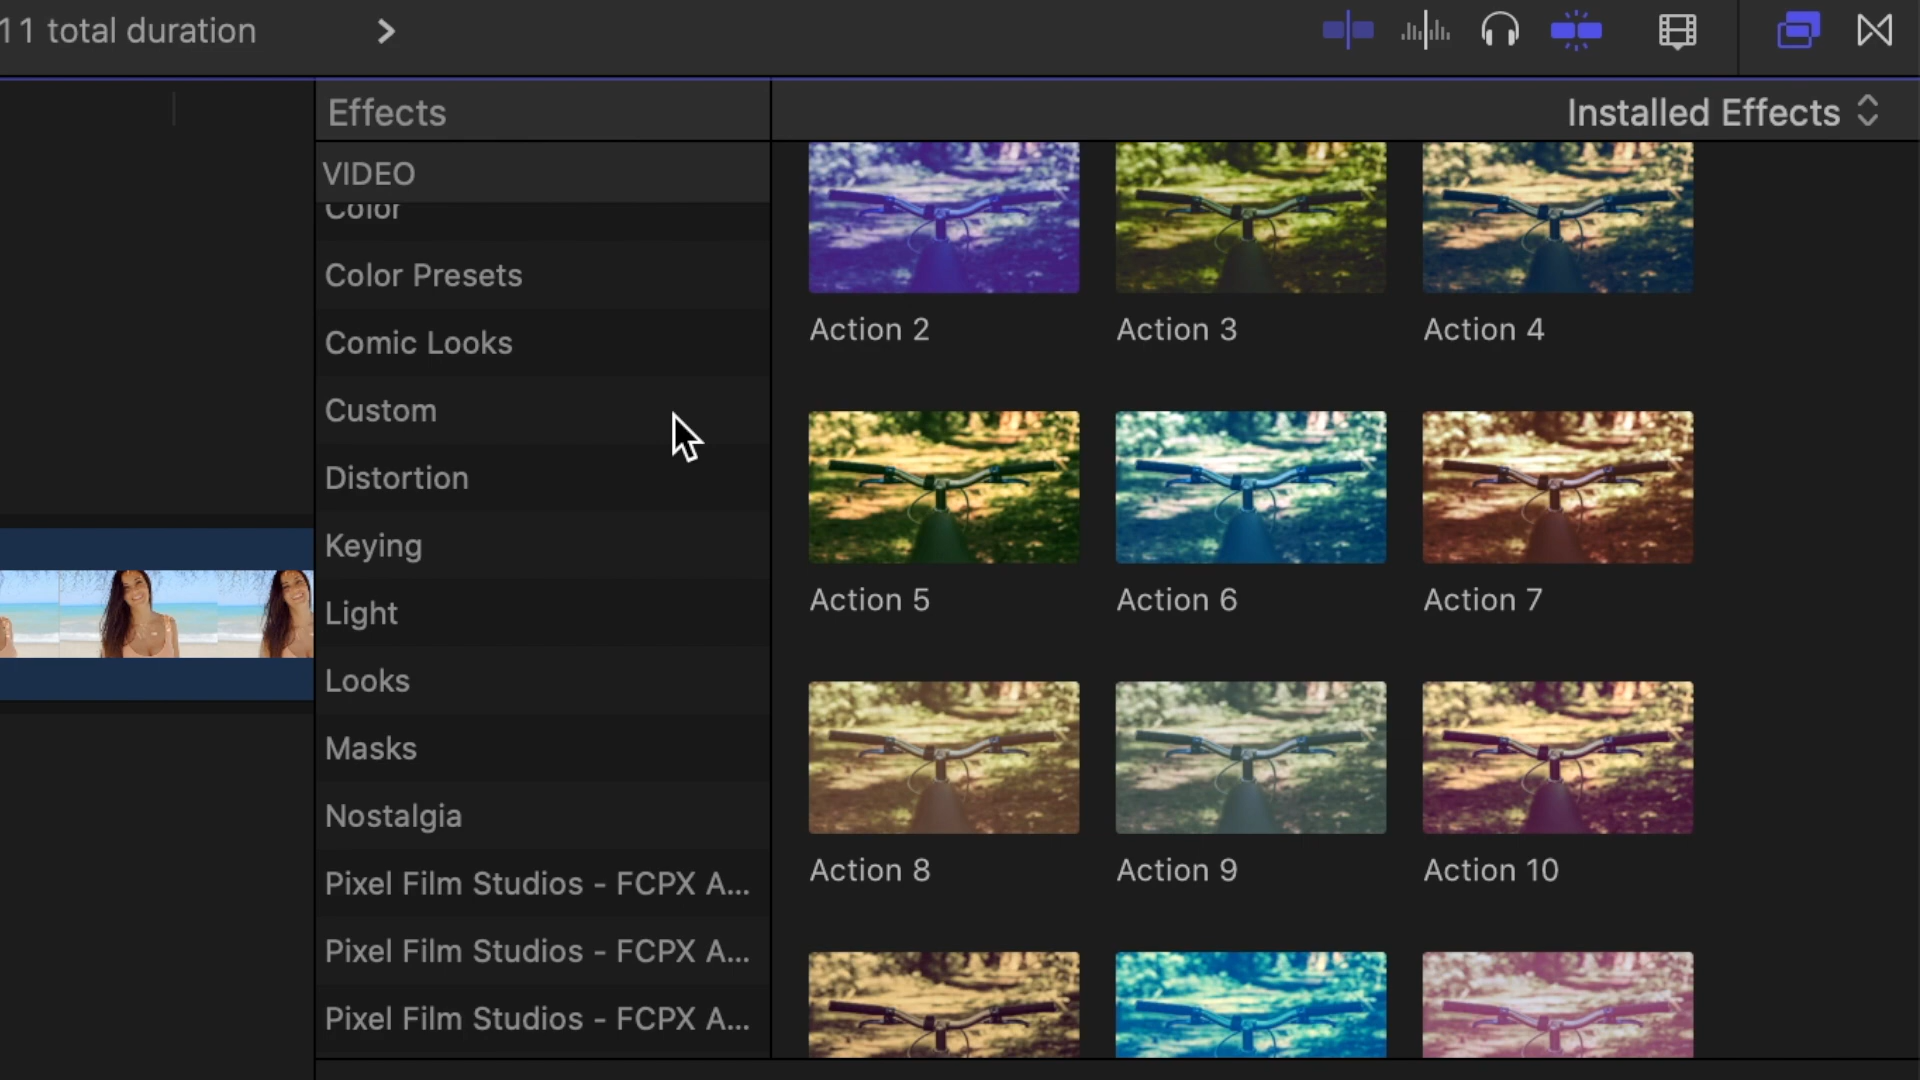 11 total duration
Effects
Installed Effects
VIDEO
Color
Color Presets
Comic Looks
Custom
Distortion
Keying
Light
Looks
Masks
Nostalgia
Pixel Film Studios - FCPX A...
Pixel Film Studios - FCPX A...
Pixel Film Studios - FCPX A...
Action 2
Action 3
Action 4
Action 5
Action 6
Action 7
Action 8
Action 9
Action 10